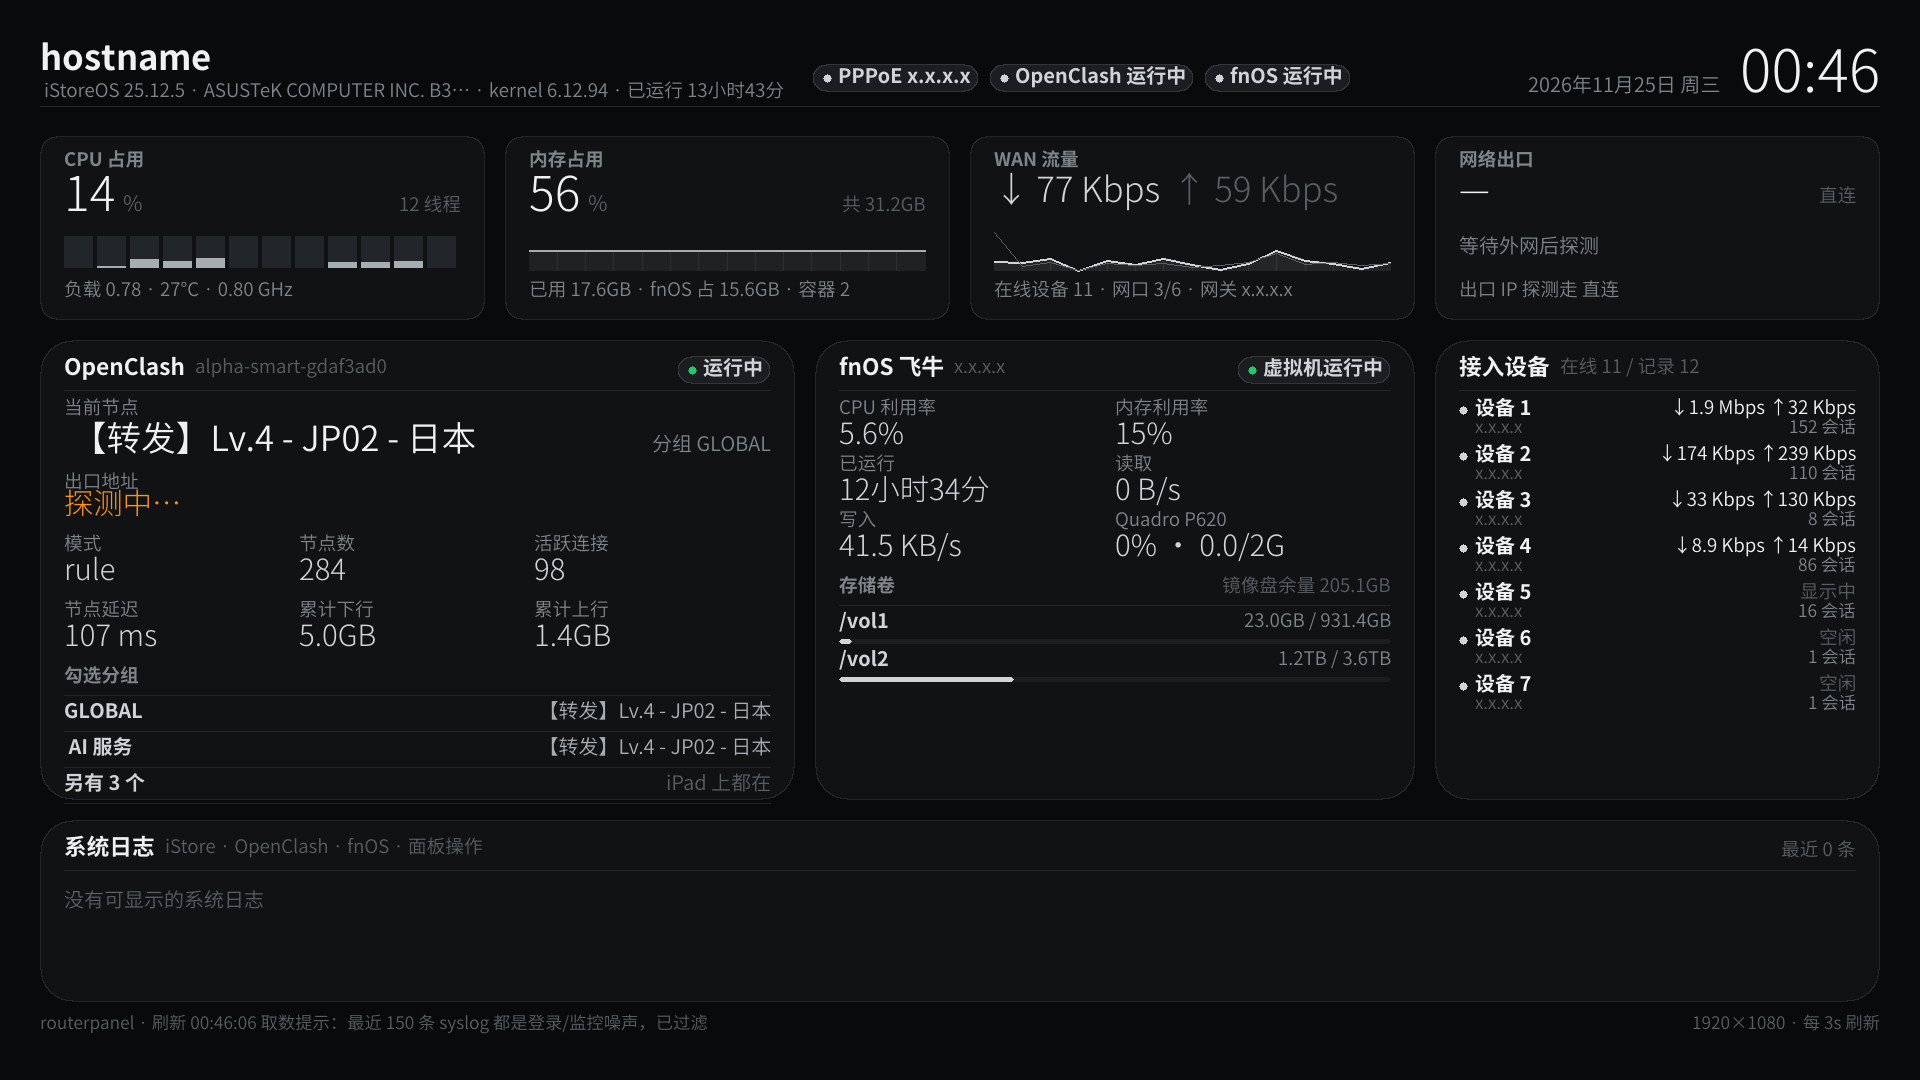 hostname
iStoreOS 25.12.5 · ASUSTeK COMPUTER INC. B3··· · kernel 6.12.94 · 已运行 13小时43分
PPPoE x.x.x.x
OpenClash 运行中
fnOS 运行中
2026年11月25日 周三
00:46
CPU 占用
14 %
12 线程
负载 0.78 · 27°C · 0.80 GHz
内存占用
56 %
共 31.2GB
已用 17.6GB · fnOS 占 15.6GB · 容器 2
WAN 流量
↓ 77 Kbps ↑ 59 Kbps
在线设备 11 · 网口 3/6 · 网关 x.x.x.x
网络出口
—
直连
等待外网后探测
出口 IP 探测走 直连
OpenClash alpha-smart-gdaf3ad0
运行中
当前节点
【转发】Lv.4 - JP02 - 日本
分组 GLOBAL
出口地址
探测中···
模式
节点数
活跃连接
rule
284
98
节点延迟
累计下行
累计上行
107 ms
5.0GB
1.4GB
勾选分组
GLOBAL 【转发】Lv.4 - JP02 - 日本
AI 服务 【转发】Lv.4 - JP02 - 日本
另有 3 个 iPad 上都在
fnOS 飞牛 x.x.x.x
虚拟机运行中
CPU 利用率
内存利用率
5.6%
15%
已运行
读取
12小时34分
0 B/s
写入
Quadro P620
41.5 KB/s
0% · 0.0/2G
存储卷 镜像盘余量 205.1GB
/vol1 23.0GB / 931.4GB
/vol2 1.2TB / 3.6TB
接入设备 在线 11 / 记录 12
设备 1 ↓1.9 Mbps ↑32 Kbps
x.x.x.x 152 会话
设备 2 ↓174 Kbps ↑239 Kbps
x.x.x.x 110 会话
设备 3 ↓33 Kbps ↑130 Kbps
x.x.x.x 8 会话
设备 4 ↓8.9 Kbps ↑14 Kbps
x.x.x.x 86 会话
设备 5 显示中
x.x.x.x 16 会话
设备 6 空闲
x.x.x.x 1 会话
设备 7 空闲
x.x.x.x 1 会话
系统日志 iStore · OpenClash · fnOS · 面板操作
最近 0 条
没有可显示的系统日志
routerpanel · 刷新 00:46:06 取数提示：最近 150 条 syslog 都是登录/监控噪声，已过滤
1920×1080 · 每 3s 刷新